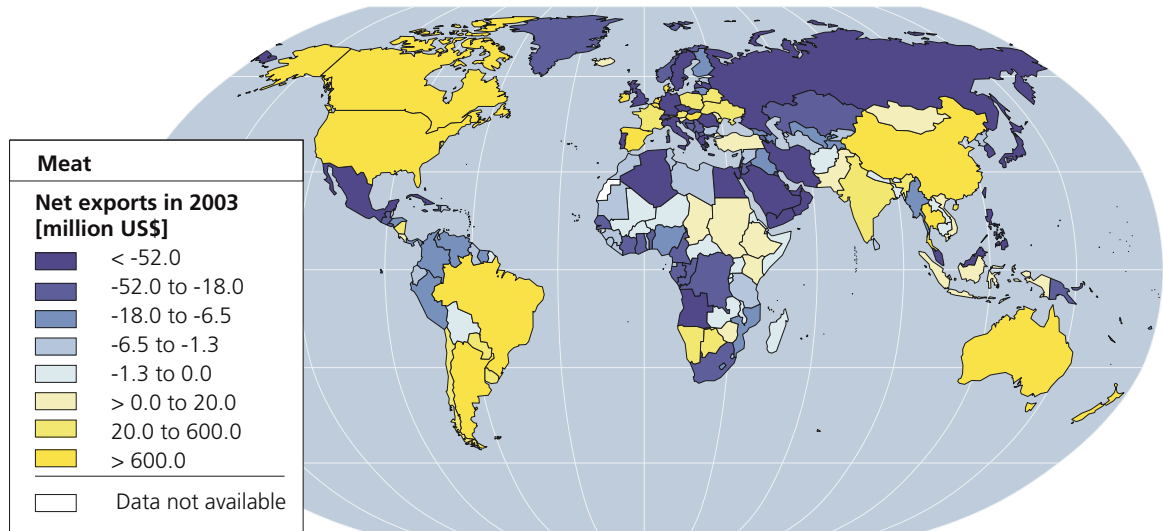 Meat
Net exports in 2003
[million US$]
< -52.0
-52.0 to -18.0
-18.0 to -6.5
-6.5 to -1.3
-1.3 to 0.0
> 0.0 to 20.0
20.0 to 600.0
> 600.0
Data not available